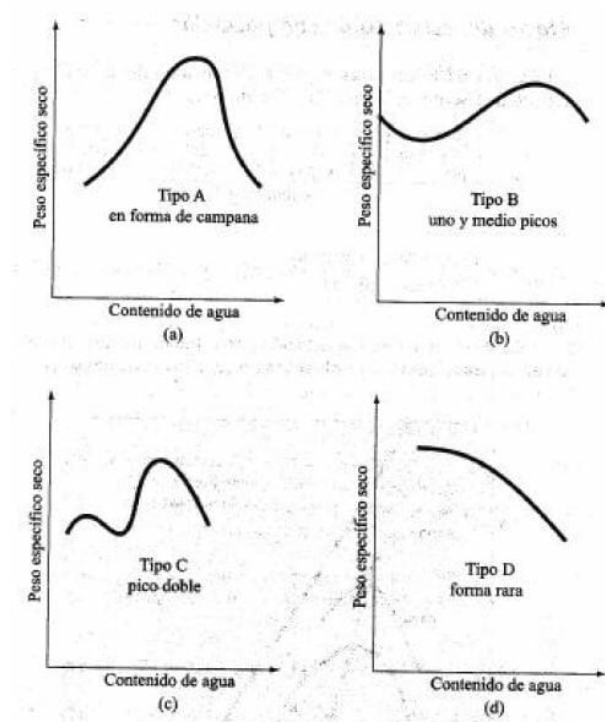 Peso específico seco
Tipo A
en forma de campana
Contenido de agua
(a)
Peso específico seco
Tipo B
uno y medio picos
Contenido de agua
(b)
Peso específico seco
Tipo C
pico doble
Contenido de agua
(c)
Peso específico seco
Tipo D
forma rara
Contenido de agua
(d)